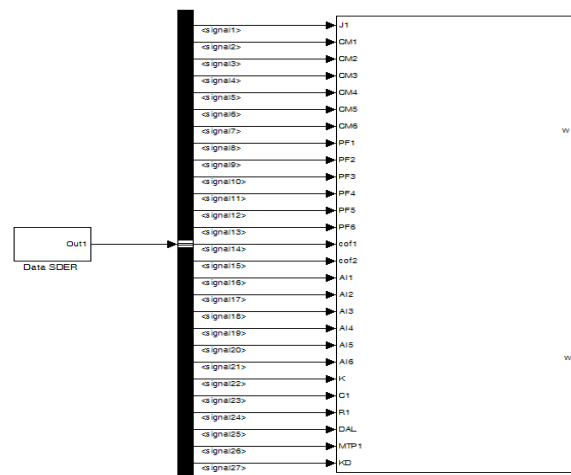 J1
<signal1>
CM1
<signal2>
CM2
<signal3>
CM3
<signal4>
CM4
<signal5>
CM5
<signal6>
CM6
<signal7>
PF1
<signal8>
PF2
<signal9>
PF3
<signal10>
PF4
<signal11>
PF5
<signal12>
PF6
<signal13>
Out1
cof1
<signal14>
Data SDER
cof2
<signal15>
AI1
<signal16>
AI2
<signal17>
AI3
<signal18>
AI4
<signal19>
AI5
<signal20>
AI6
<signal21>
K
<signal22>
C1
<signal23>
R1
<signal24>
DAL
<signal25>
MTP1
<signal26>
KD
<signal27>
w
w